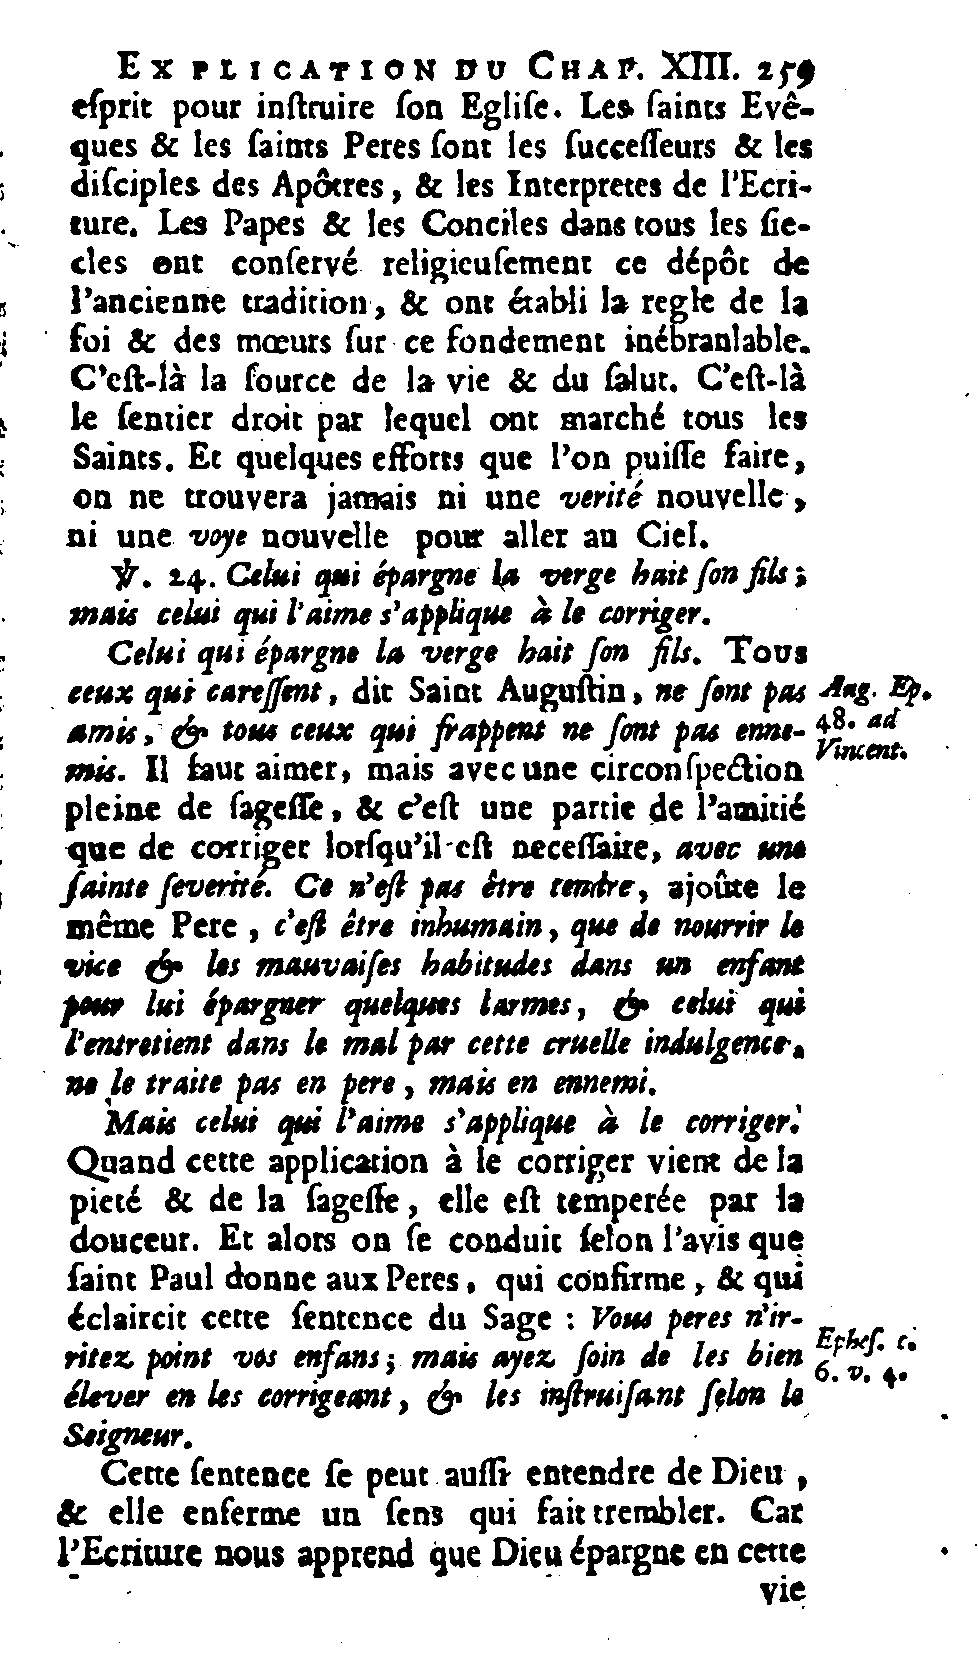 EXPLICATION DU CHAP. XIII. 259
eſprit pour inſtruire ſon Egliſe. Les ſaints Evê-
ques & les ſaints Peres ſont les ſucceſſeurs & les
diſciples des Apôtres, & les Interpretes de l'Ecri-
ture. Les Papes & les Conciles dans tous les ſie-
cles ont conſervé religieuſement ce dépôt de
l'ancienne tradition, & ont établi la regle de la
foi & des mœurs ſur ce fondement inébranlable.
C'eſt-là la ſource de la vie & du ſalut. C'eſt-là
le ſentier droit par lequel ont marché tous les
Saints. Et quelques efforts que l'on puiſſe faire,
on ne trouvera jamais ni une verité nouvelle,
ni une voye nouvelle pour aller au Ciel.
℣. 24. Celui qui épargne la verge hait ſon fils;
mais celui qui l'aime s'applique à le corriger.
Celui qui épargne la verge hait ſon fils. Tous
ceux qui careſſent, dit Saint Auguſtin, ne ſont pas
amis, & tous ceux qui frappent ne ſont pas enne-
mis. Il faut aimer, mais avec une circonſpection
pleine de ſageſſe, & c'eſt une partie de l'amitié
que de corriger lorſqu'il eſt neceſſaire, avec une
ſainte ſeverité. Ce n'eſt pas être tendre, ajoûte le
même Pere, c'eſt être inhumain, que de nourrir le
vice & les mauvaiſes habitudes dans un enfant
pour lui épargner quelques larmes, & celui qui
l'entretient dans le mal par cette cruelle indulgence,
ne le traite pas en pere, mais en ennemi.
Mais celui qui l'aime s'applique à le corriger.
Quand cette application à le corriger vient de la
pieté & de la ſageſſe, elle eſt temperée par la
douceur. Et alors on ſe conduit ſelon l'avis que
ſaint Paul donne aux Peres, qui confirme, & qui
éclaircit cette ſentence du Sage : Vous peres n'ir-
ritez point vos enfans; mais ayez ſoin de les bien
élever en les corrigeant, & les inſtruiſant ſelon le
Seigneur.
Cette ſentence ſe peut auſſi entendre de Dieu,
& elle enferme un ſens qui fait trembler. Car
l'Ecriture nous apprend que Dieu épargne en cette
vie
Aug. Ep.
48. ad
Vincent.
Epheſ. c.
6. v. 4.